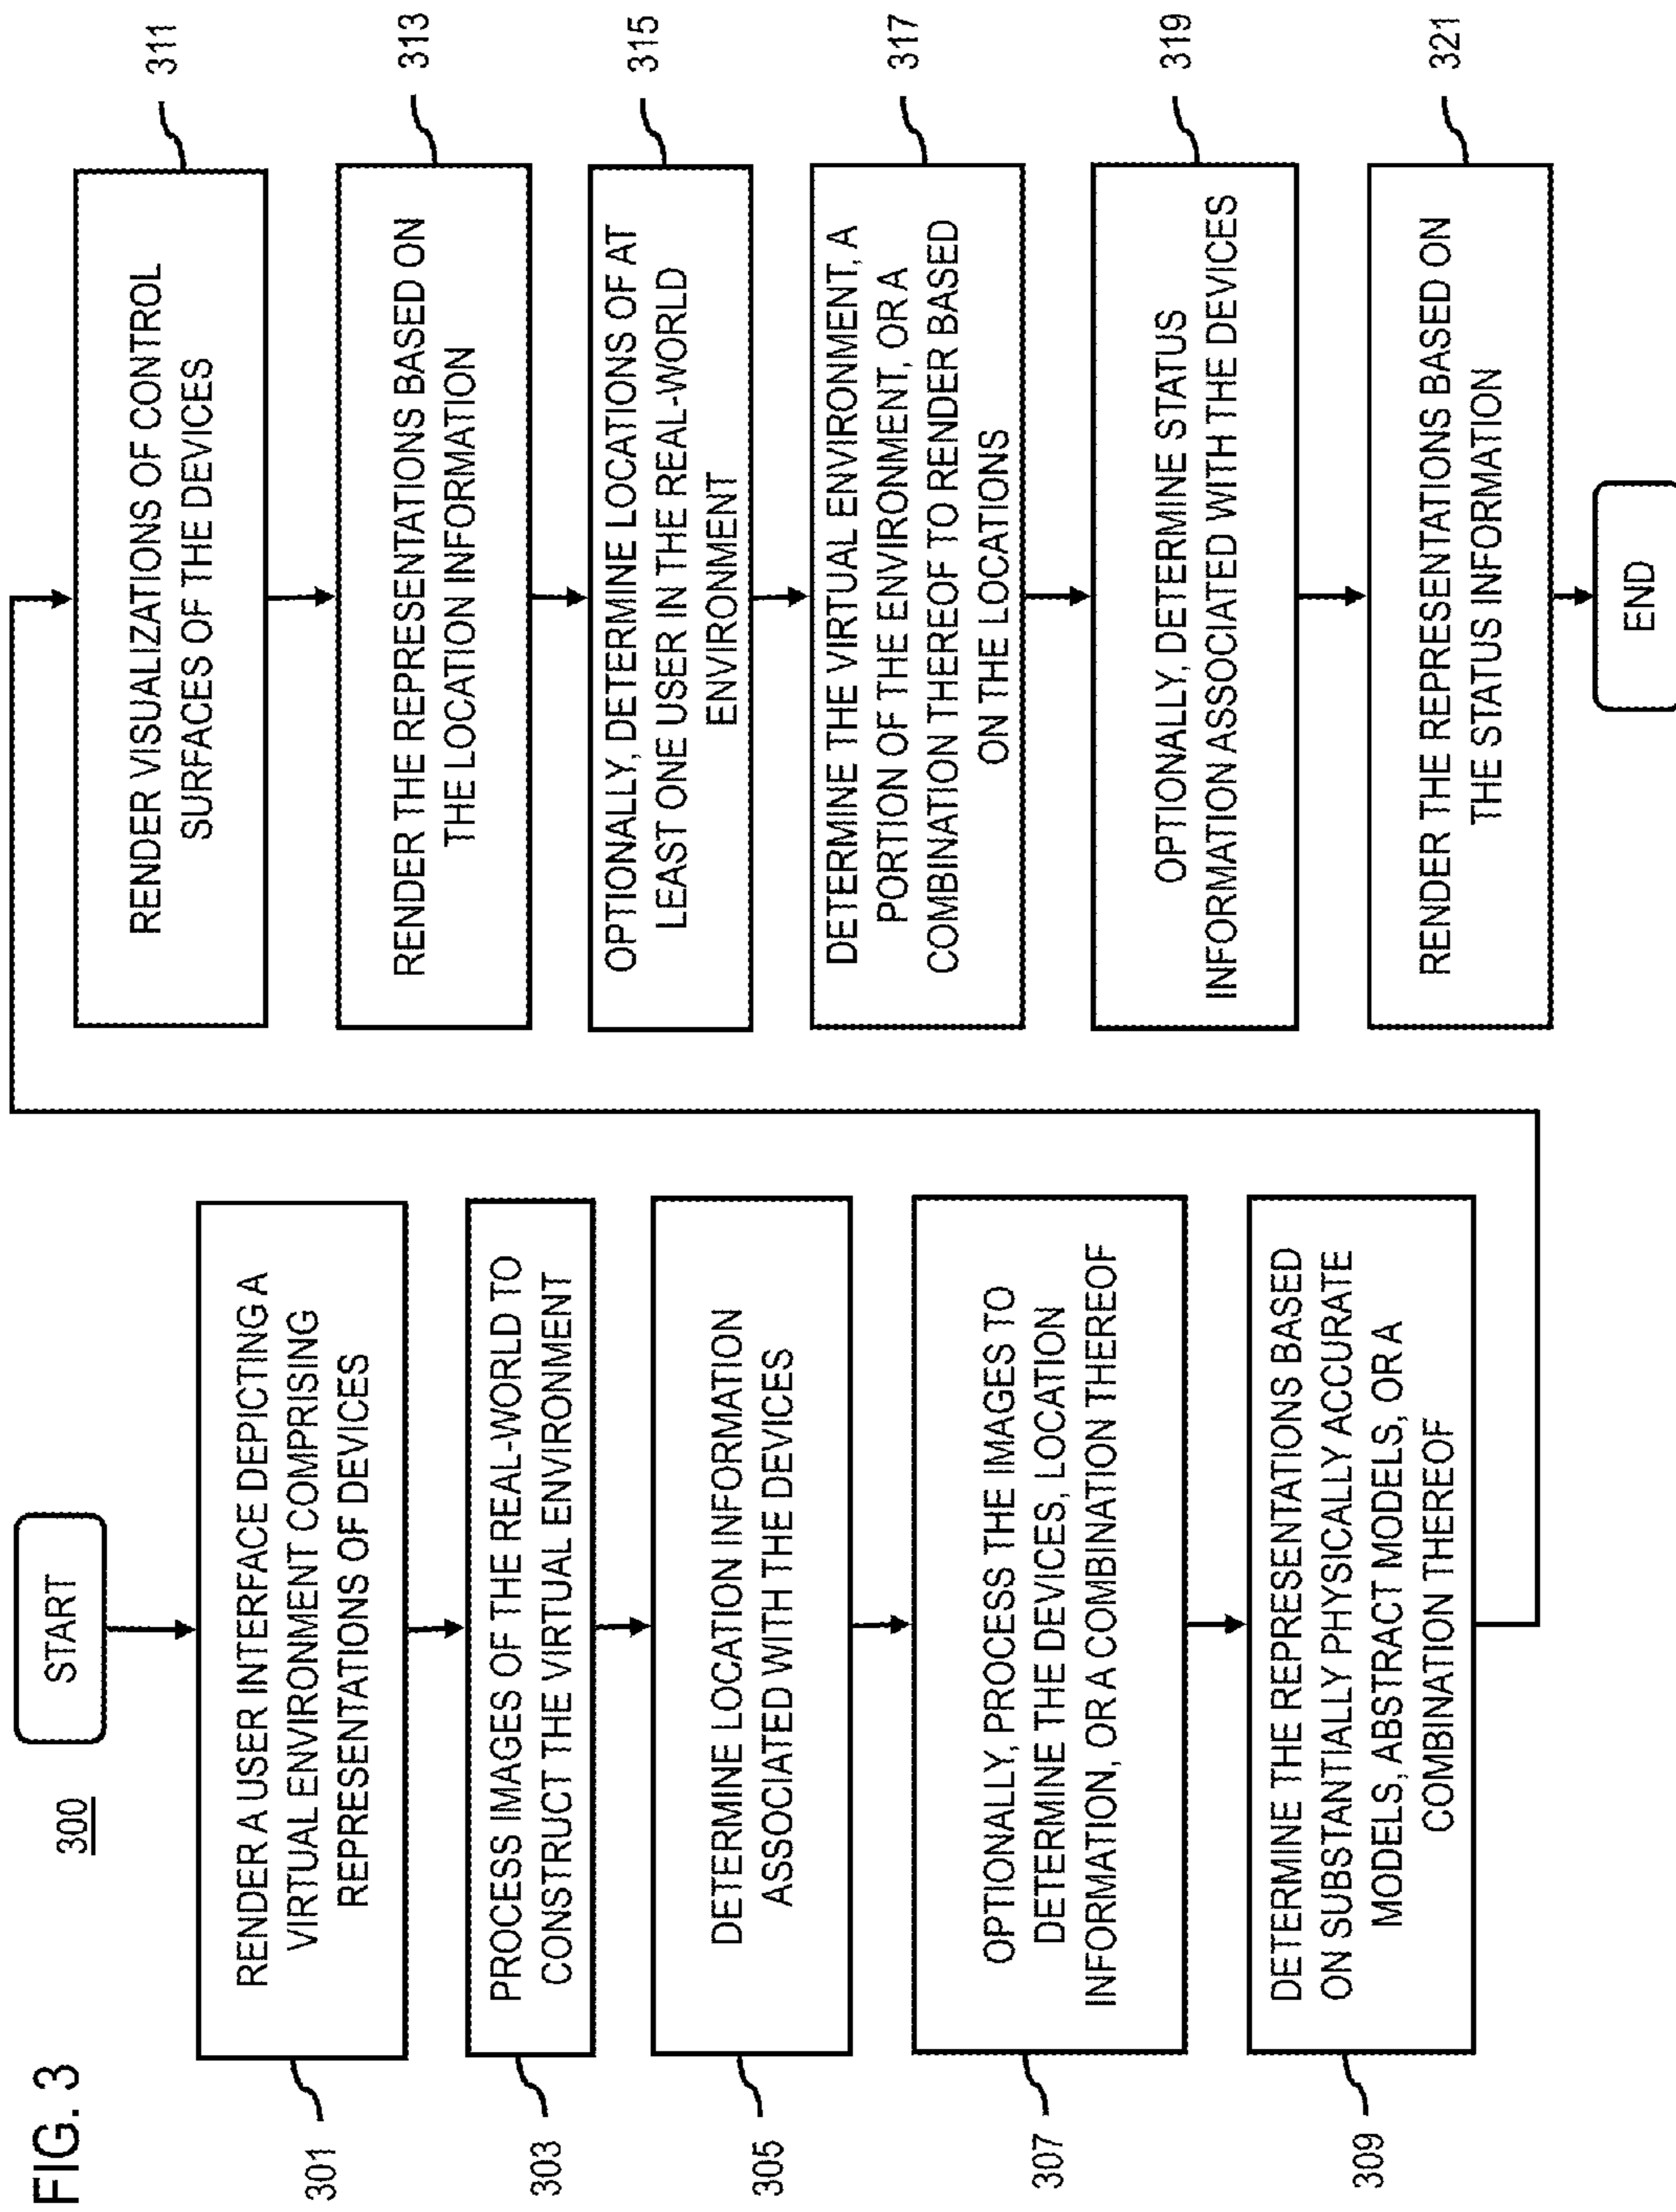 FIG. 3
300
START
301
RENDER A USER INTERFACE DEPICTING A
VIRTUAL ENVIRONMENT COMPRISING
REPRESENTATIONS OF DEVICES
303
PROCESS IMAGES OF THE REAL-WORLD TO
CONSTRUCT THE VIRTUAL ENVIRONMENT
305
DETERMINE LOCATION INFORMATION
ASSOCIATED WITH THE DEVICES
307
OPTIONALLY, PROCESS THE IMAGES TO
DETERMINE THE DEVICES, LOCATION
INFORMATION, OR A COMBINATION THEREOF
309
DETERMINE THE REPRESENTATIONS BASED
ON SUBSTANTIALLY PHYSICALLY ACCURATE
MODELS, ABSTRACT MODELS, OR A
COMBINATION THEREOF
RENDER VISUALIZATIONS OF CONTROL
SURFACES OF THE DEVICES
311
RENDER THE REPRESENTATIONS BASED ON
THE LOCATION INFORMATION
313
OPTIONALLY, DETERMINE LOCATIONS OF AT
LEAST ONE USER IN THE REAL-WORLD
ENVIRONMENT
315
DETERMINE THE VIRTUAL ENVIRONMENT, A
PORTION OF THE ENVIRONMENT, OR A
COMBINATION THEREOF TO RENDER BASED
ON THE LOCATIONS
317
OPTIONALLY, DETERMINE STATUS
INFORMATION ASSOCIATED WITH THE DEVICES
319
RENDER THE REPRESENTATIONS BASED ON
THE STATUS INFORMATION
321
END